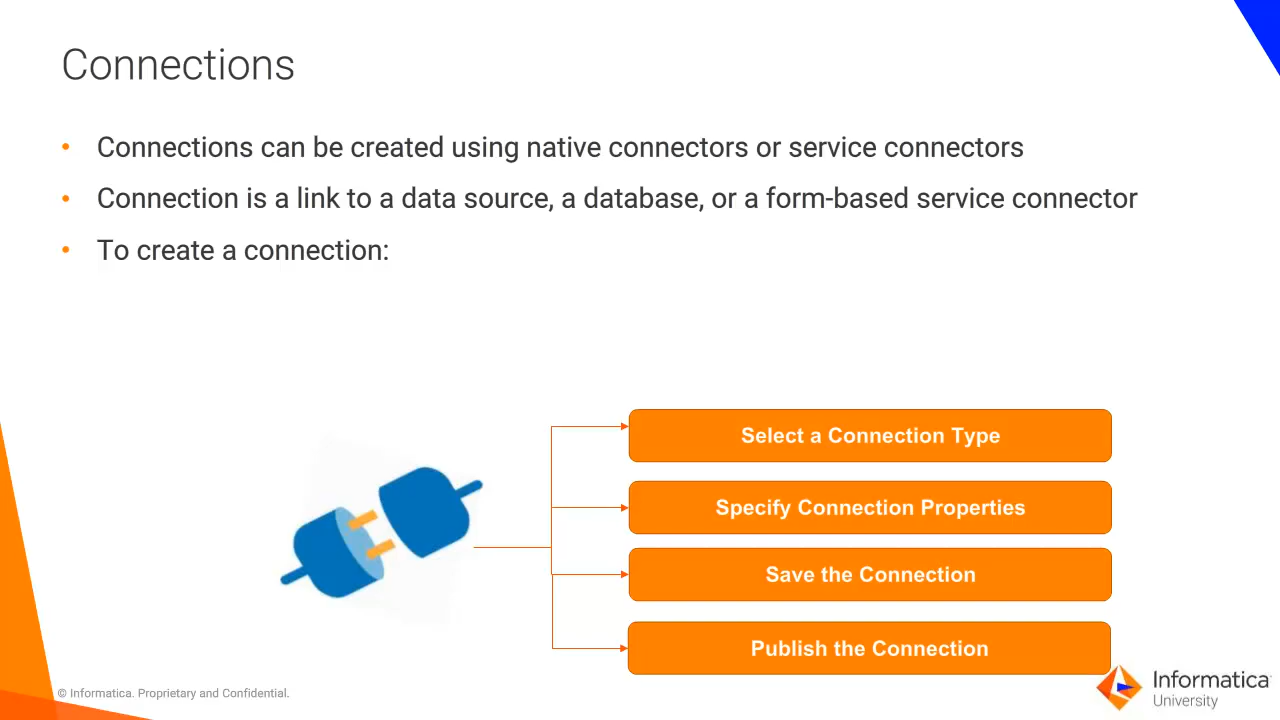 Connections
• Connections can be created using native connectors or service connectors
• Connection is a link to a data source, a database, or a form-based service connector
• To create a connection:
Select a Connection Type
Specify Connection Properties
Save the Connection
Publish the Connection
© Informatica. Proprietary and Confidential.
Informatica
University